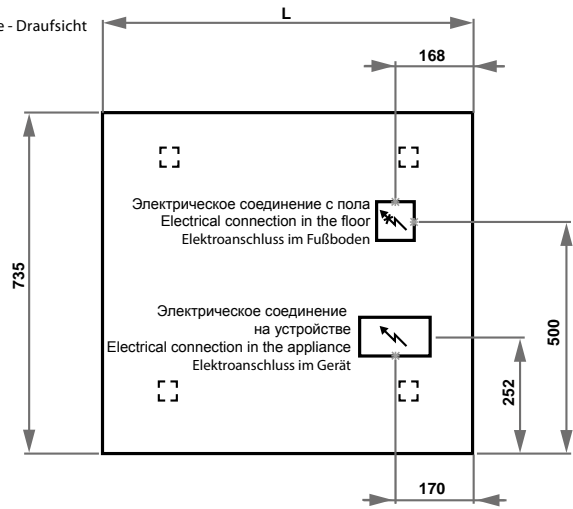 e - Draufsicht
L
168
Электрическое соединение с пола
Electrical connection in the floor
Elektroanschluss im Fußboden
735
500
Электрическое соединение
на устройстве
Electrical connection in the appliance
Elektroanschluss im Gerät
252
170